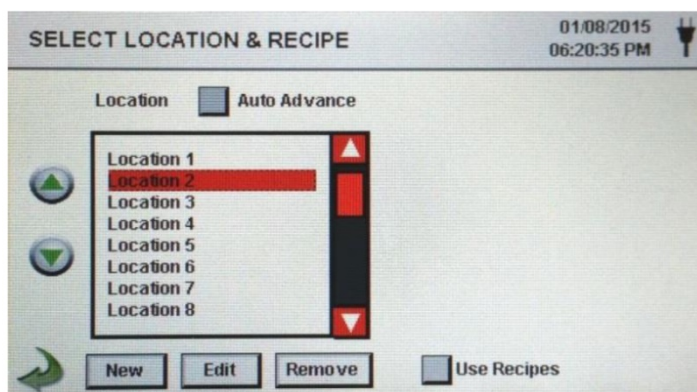 SELECT LOCATION & RECIPE
01/08/2015
06:20:35 PM
Location Auto Advance
Location 1
Location 2
Location 3
Location 4
Location 5
Location 6
Location 7
Location 8
New Edit Remove Use Recipes